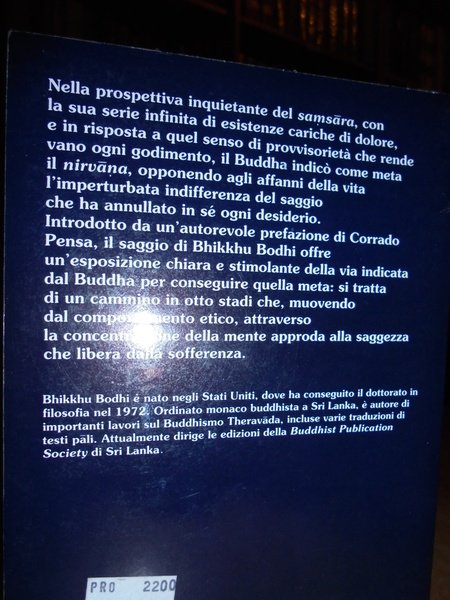 Nella prospettiva inquietante del saṃsāra, con
la sua serie infinita di esistenze cariche di dolore,
e in risposta a quel senso di provvisorietà che rende
vano ogni godimento, il Buddha indicò come meta
il nirvāṇa, opponendo agli affanni della vita
l'imperturbata indifferenza del saggio
che ha annullato in sé ogni desiderio.
Introdotto da un'autorevole prefazione di Corrado
Pensa, il saggio di Bhikkhu Bodhi offre
un'esposizione chiara e stimolante della via indicata
dal Buddha per conseguire quella meta: si tratta
di un cammino in otto stadi che, muovendo
dal comportamento etico, attraverso
la concentrazione della mente approda alla saggezza
che libera dalla sofferenza.
Bhikkhu Bodhi é nato negli Stati Uniti, dove ha conseguito il dottorato in
filosofia nel 1972. Ordinato monaco buddhista a Sri Lanka, è autore di
importanti lavori sul Buddhismo Theravāda, incluse varie traduzioni di
testi pāli. Attualmente dirige le edizioni della Buddhist Publication
Society di Sri Lanka.
PRO 2200